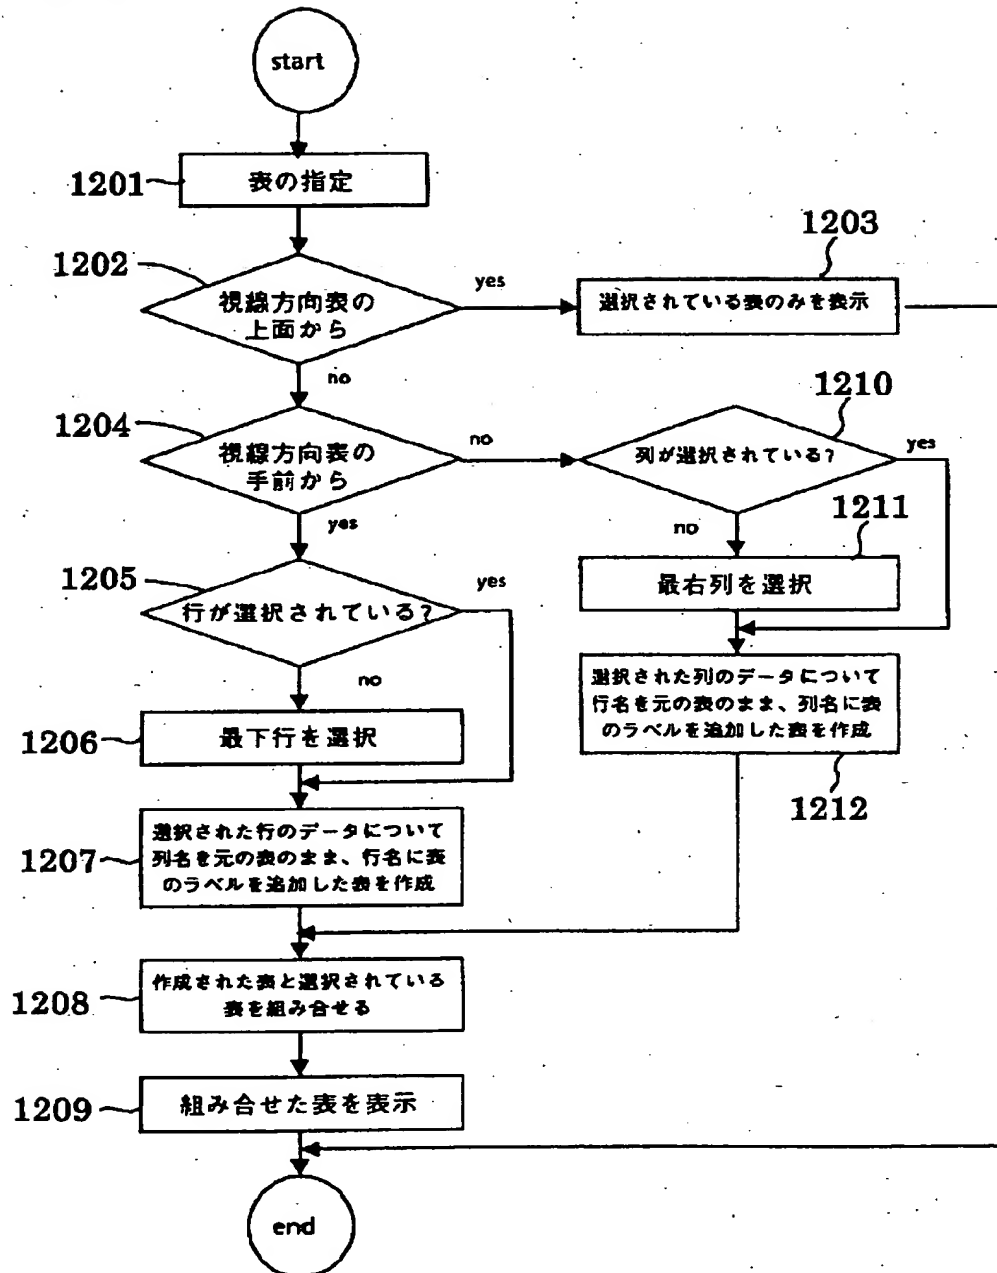 start
1201
表の指定
1202
視線方向表の
上面から
yes
1203
選択されている表のみを表示
no
1204
視線方向表の
手前から
no
1210
列が選択されている?
yes
yes
no
1211
最右列を選択
1205
行が選択されている?
yes
no
選択された列のデータについて
行名を元の表のまま、列名に表
のラベルを追加した表を作成
1212
1206
最下行を選択
1207
選択された行のデータについて
列名を元の表のまま、行名に表
のラベルを追加した表を作成
1208
作成された表と選択されている
表を組み合せる
1209
組み合せた表を表示
end